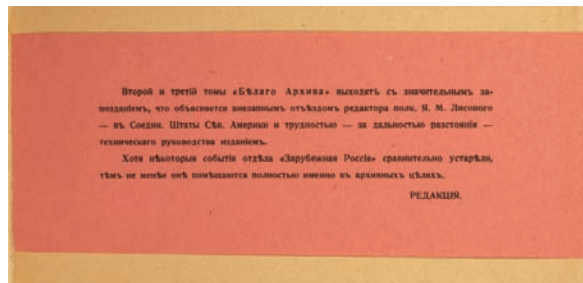 Второй и третій томы «Бѣлаго Архива» выходятъ съ значительнымъ за-
позданіемъ, что объясняется внезапнымъ отъѣздомъ редактора полк. Я. М. Лисового
— въ Соедин. Штаты Сѣв. Америки и трудностью — за дальностью разстоянія —
техническаго руководства изданіемъ.
Хотя нѣкоторыя событія отдѣла «Зарубежная Россія» сравнительно устарѣли,
тѣмъ не менѣе онѣ помѣщаются полностью именно въ архивныхъ цѣляхъ.
РЕДАКЦІЯ.